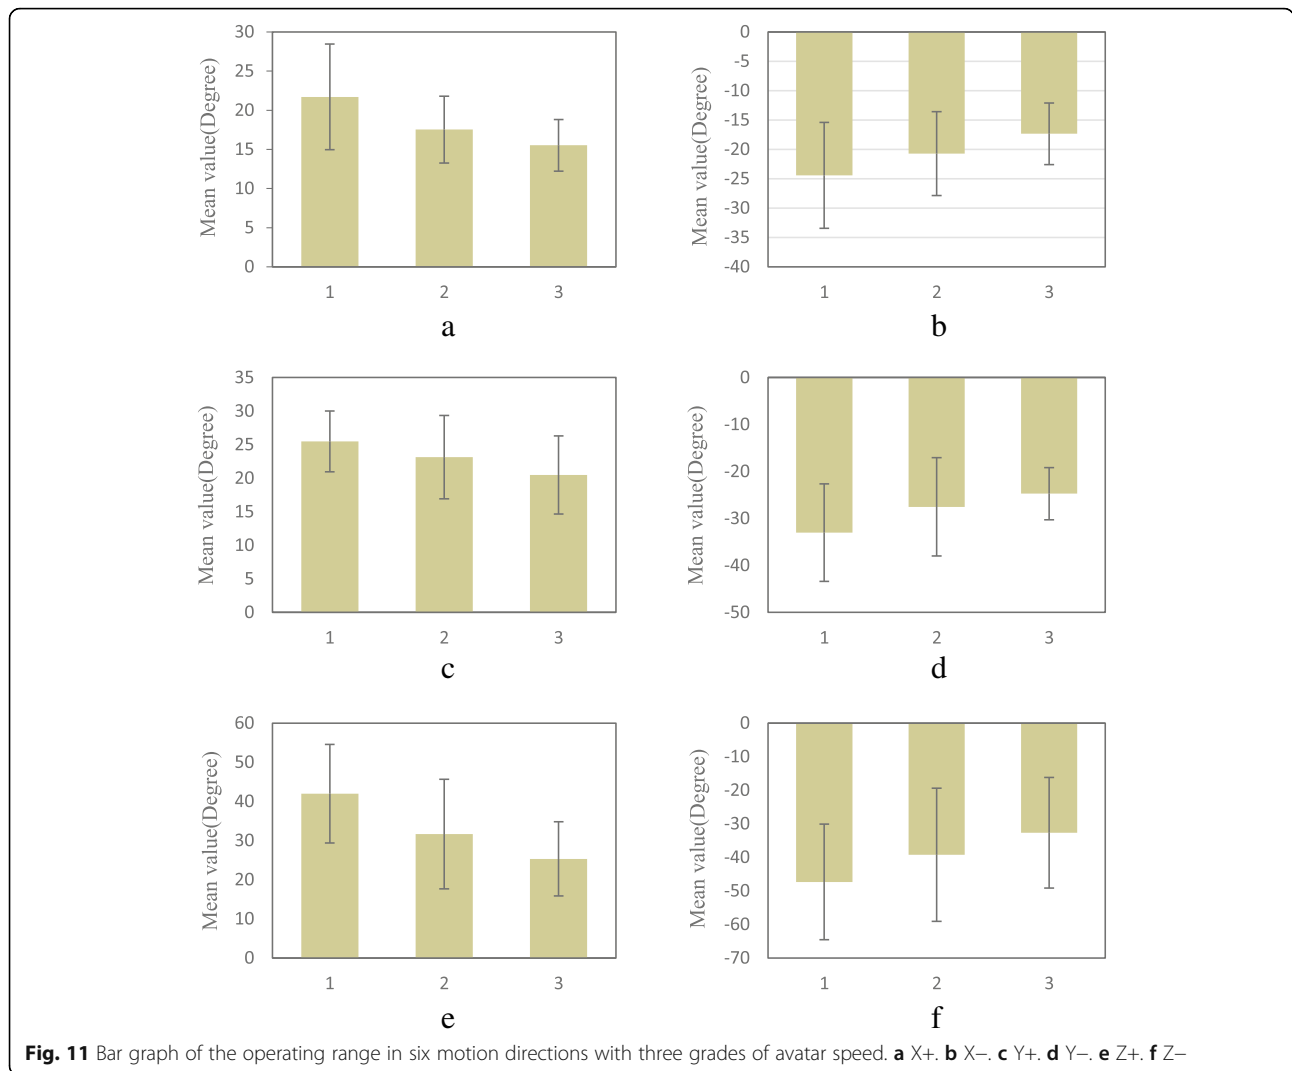 30
25
20
15
10
5
0
Mean value(Degree)
1 2 3
a
0
-5
-10
-15
-20
-25
-30
-35
-40
Mean value(Degree)
1 2 3
b
35
30
25
20
15
10
5
0
Mean value(Degree)
1 2 3
c
0
-10
-20
-30
-40
-50
Mean value(Degree)
1 2 3
d
60
50
40
30
20
10
0
Mean value(Degree)
1 2 3
e
0
-10
-20
-30
-40
-50
-60
-70
Mean value(Degree)
1 2 3
f
Fig. 11 Bar graph of the operating range in six motion directions with three grades of avatar speed. a X+. b X−. c Y+. d Y−. e Z+. f Z−